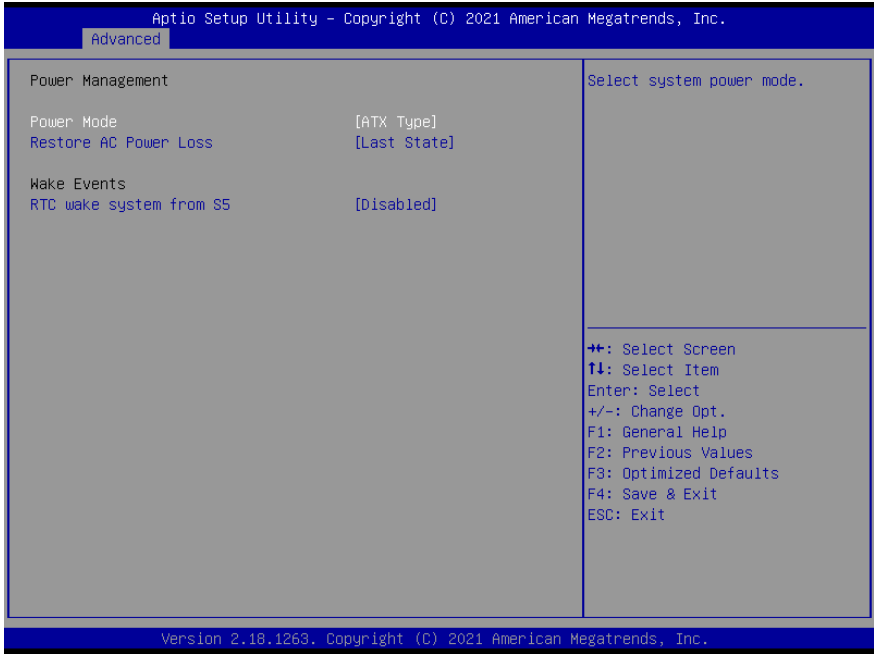 Aptio Setup Utility – Copyright (C) 2021 American Megatrends, Inc.
Advanced
Power Management
Power Mode [ATX Type]
Restore AC Power Loss [Last State]
Wake Events
RTC wake system from S5 [Disabled]
Select system power mode.
→←: Select Screen
↑↓: Select Item
Enter: Select
+/-: Change Opt.
F1: General Help
F2: Previous Values
F3: Optimized Defaults
F4: Save & Exit
ESC: Exit
Version 2.18.1263. Copyright (C) 2021 American Megatrends, Inc.